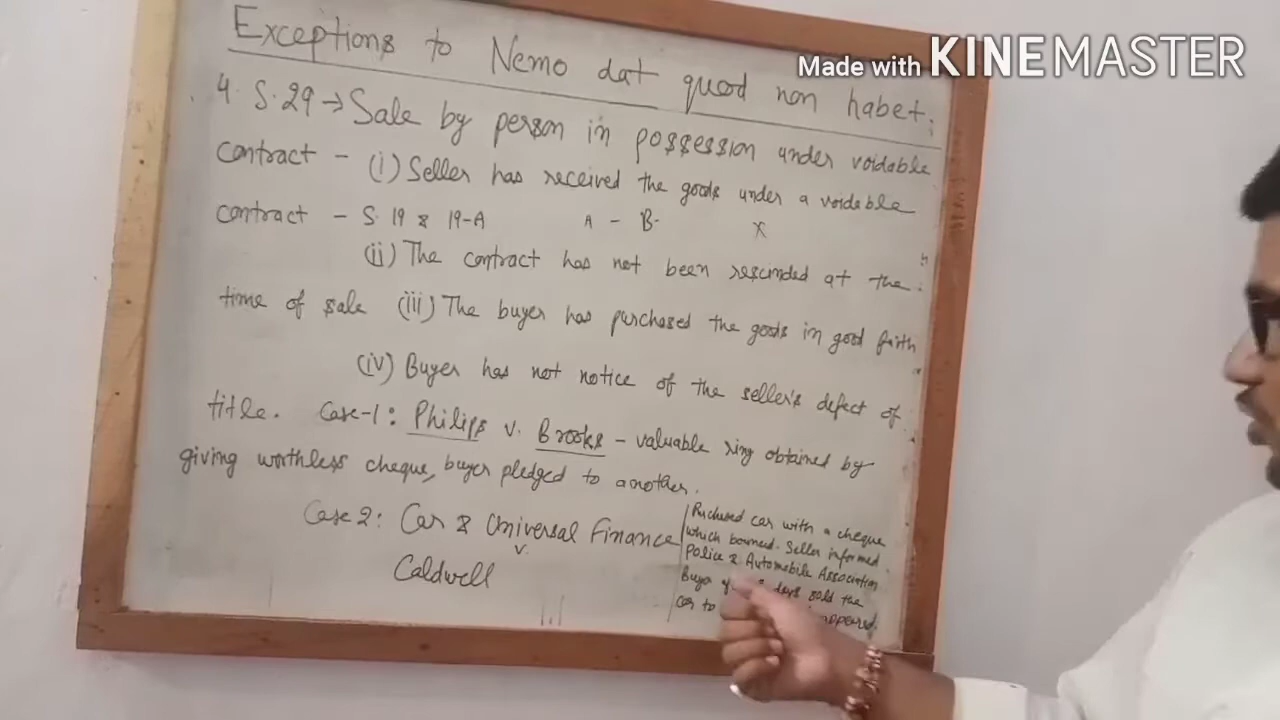 Made with KINEMASTER
Exceptions to Nemo dat quod non habet.
4. S.29 → Sale by person in possession under voidable
contract - (i) Seller has received the goods under a voidable
contract - S. 19 & 19-A A - B- X
(ii) The contract has not been rescinded at the
time of sale (iii) The buyer has purchased the goods in good faith
(iv) Buyer has not notice of the seller's defect of
title. Case-1: Philips v. Brooks - valuable ring obtained by
giving worthless cheque, buyer pledged to another.
Case 2: Car & Universal Finance
v.
Caldwell
Purchased car with a cheque
which bounced. Seller informed
Police & Automobile Association
Buyer days sold the
car to